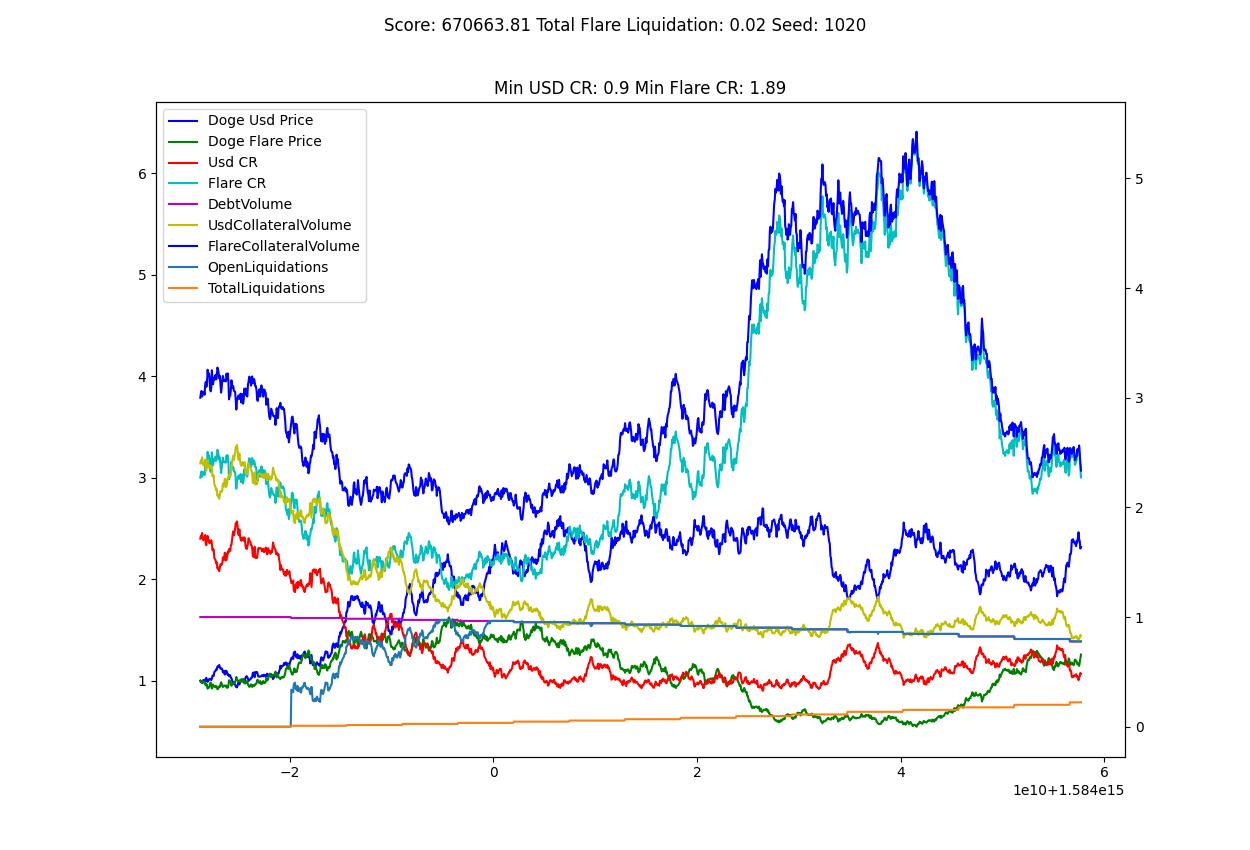 Score: 670663.81 Total Flare Liquidation: 0.02 Seed: 1020
Min USD CR: 0.9 Min Flare CR: 1.89
Doge Usd Price
Doge Flare Price
Usd CR
Flare CR
DebtVolume
UsdCollateralVolume
FlareCollateralVolume
OpenLiquidations
TotalLiquidations
6
5
4
3
2
1
5
4
3
2
1
0
−2
0
2
4
6
1e10+1.584e15